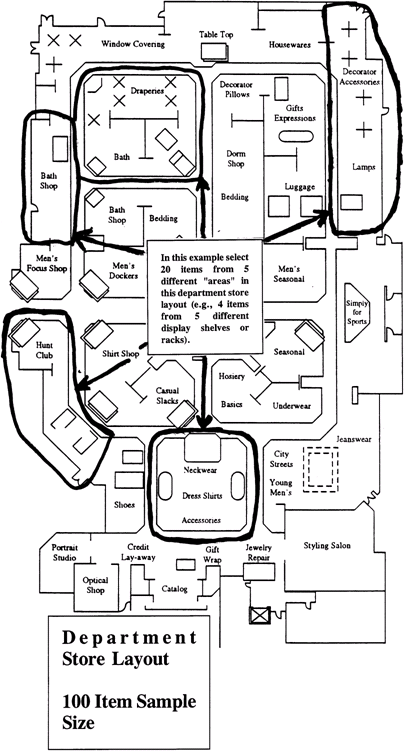 Table Top
Window Covering
Housewares
Draperies
Decorator
Pillows
Gifts
Expressions
Decorator
Accessories
Bath
Dorm
Shop
Bedding
Luggage
Lamps
Bath
Shop
Bath
Shop
Bedding
Men's
Focus Shop
Men's
Dockers
In this example select
20 items from 5
different "areas" in
this department store
layout (e.g., 4 items
from 5 different
display shelves or
racks).
Men's
Seasonal
Simply
for
Sports
Hunt
Club
Shirt Shop
Seasonal
Casual
Slacks
Hosiery
Basics
Underwear
Jeanswear
Neckwear
Dress Shirts
Accessories
City
Streets
Young
Men's
Shoes
Portrait
Studio
Credit
Lay-away
Gift
Wrap
Jewelry
Repair
Styling Salon
Optical
Shop
Catalog
Department
Store Layout
100 Item Sample
Size